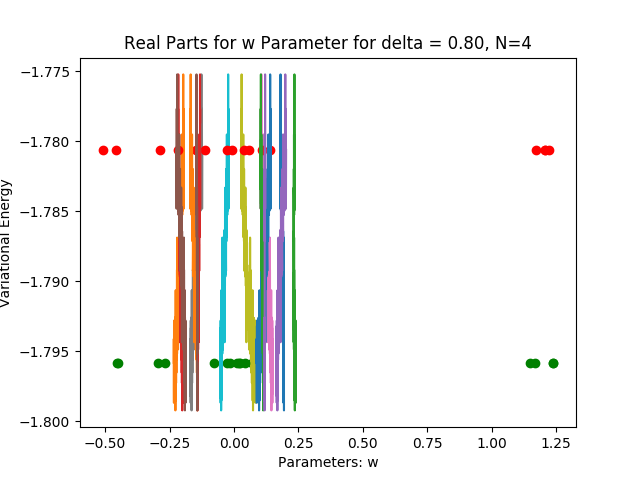 Real Parts for w Parameter for delta = 0.80, N=4
Variational Energy
−1.775
−1.780
−1.785
−1.790
−1.795
−1.800
−0.50 −0.25 0.00 0.25 0.50 0.75 1.00 1.25
Parameters: w